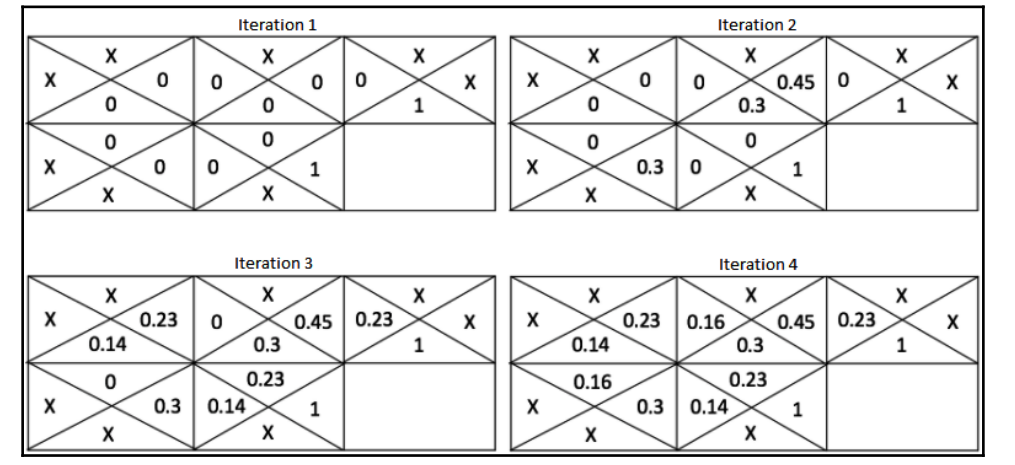 Iteration 1 Iteration 2
X X X X X X
X 0 0 0 0 X X 0 0 0.45 0 X
0 0 1 0 0.3 1
0 0 0 0
X 0 0 1 X 0.3 0 1
X X X X
Iteration 3 Iteration 4
X X X X X X
X 0.23 0 0.45 0.23 X X 0.23 0.16 0.45 0.23 X
0.14 0.3 1 0.14 0.3 1
0 0.23 0.16 0.23
X 0.3 0.14 1 X 0.3 0.14 1
X X X X